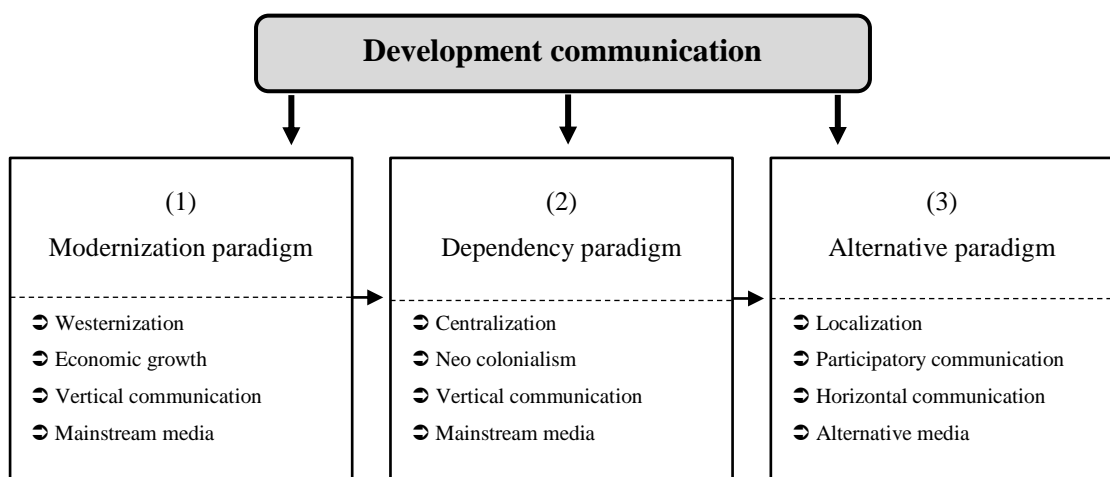 Development communication
(1)
Modernization paradigm
➲ Westernization
➲ Economic growth
➲ Vertical communication
➲ Mainstream media
(2)
Dependency paradigm
➲ Centralization
➲ Neo colonialism
➲ Vertical communication
➲ Mainstream media
(3)
Alternative paradigm
➲ Localization
➲ Participatory communication
➲ Horizontal communication
➲ Alternative media